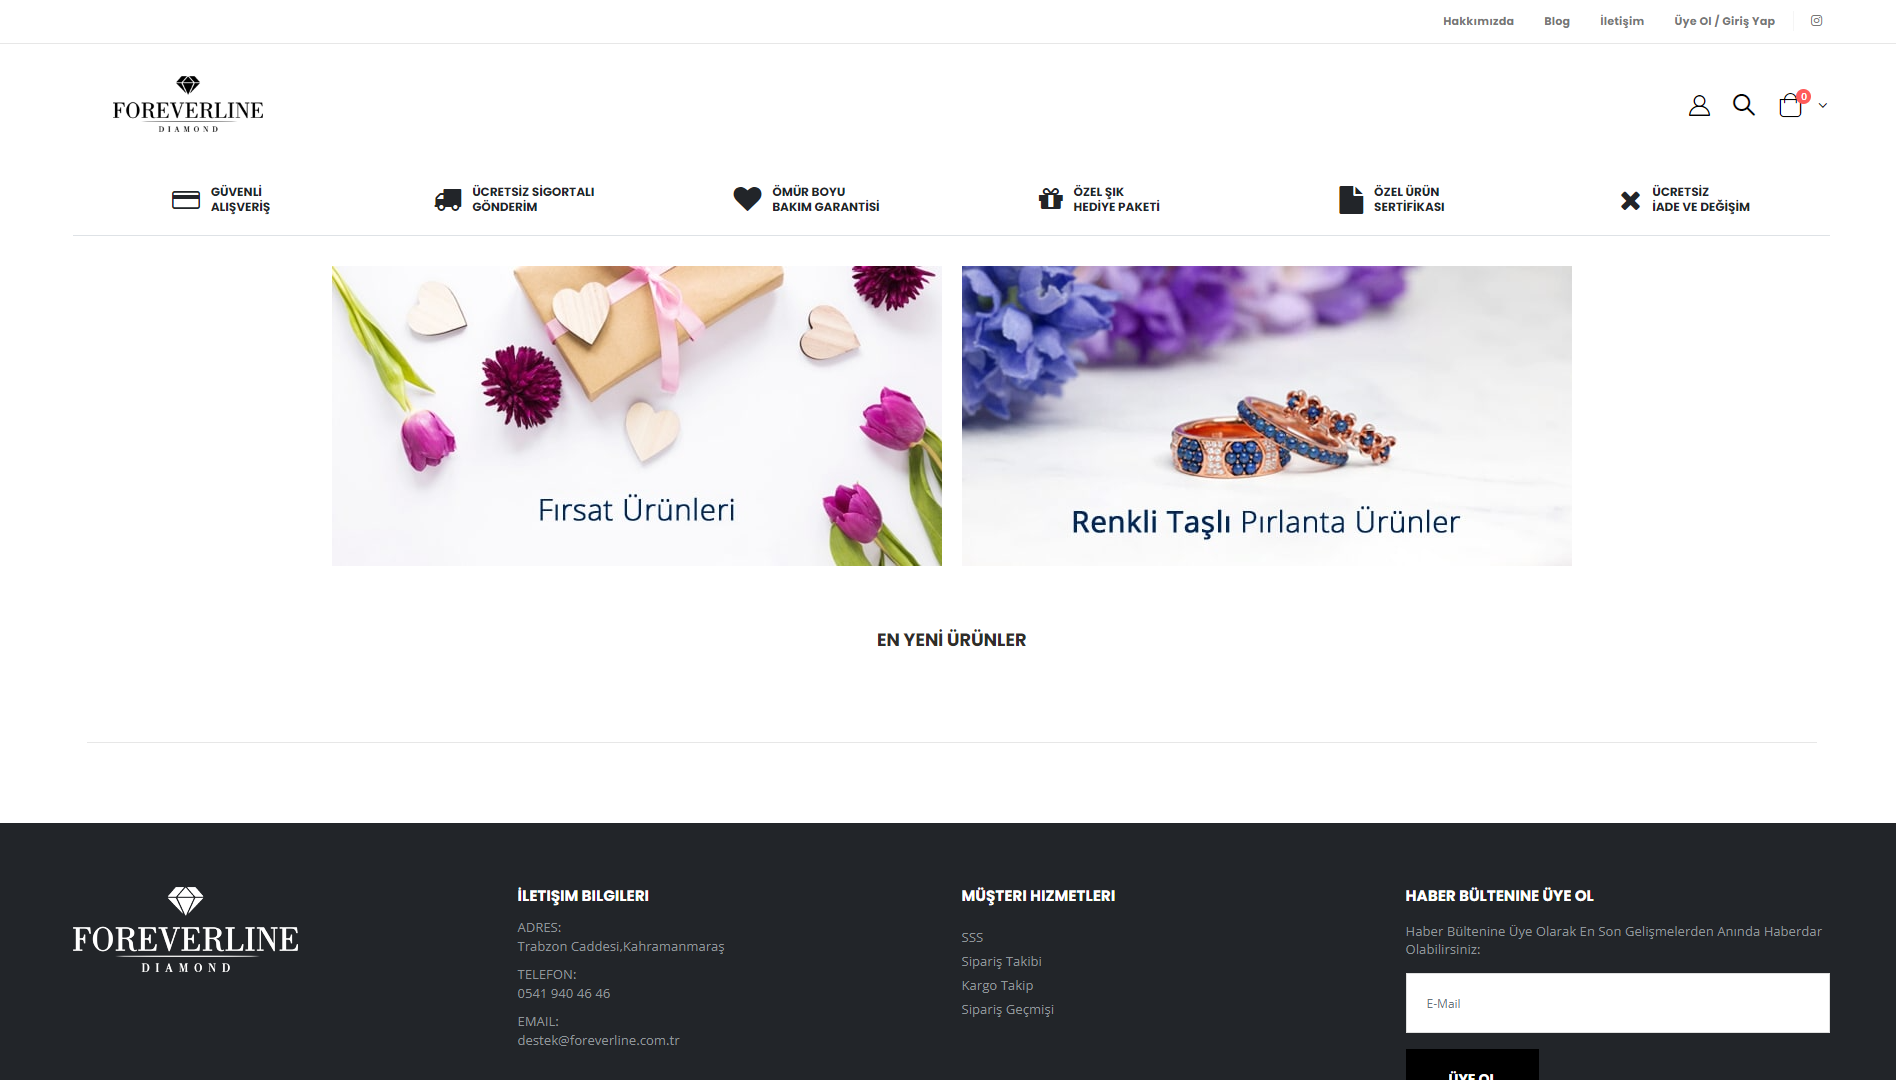 Hakkımızda
Blog
İletişim
Üye Ol / Giriş Yap
FOREVERLINE
DIAMOND
0
GÜVENLİ
ALIŞVERİŞ
ÜCRETSİZ SİGORTALI
GÖNDERİM
ÖMÜR BOYU
BAKIM GARANTİSİ
ÖZEL ŞIK
HEDİYE PAKETİ
ÖZEL ÜRÜN
SERTİFİKASI
ÜCRETSİZ
İADE VE DEĞİŞİM
Fırsat Ürünleri
Renkli Taşlı Pırlanta Ürünler
EN YENİ ÜRÜNLER
FOREVERLINE
DIAMOND
İLETIŞIM BILGILERI
ADRES:
Trabzon Caddesi,Kahramanmaraş
TELEFON:
0541 940 46 46
EMAIL:
destek@foreverline.com.tr
MÜŞTERI HIZMETLERI
SSS
Sipariş Takibi
Kargo Takip
Sipariş Geçmişi
HABER BÜLTENINE ÜYE OL
Haber Bültenine Üye Olarak En Son Gelişmelerden Anında Haberdar
Olabilirsiniz:
E-Mail
ÜYE OL